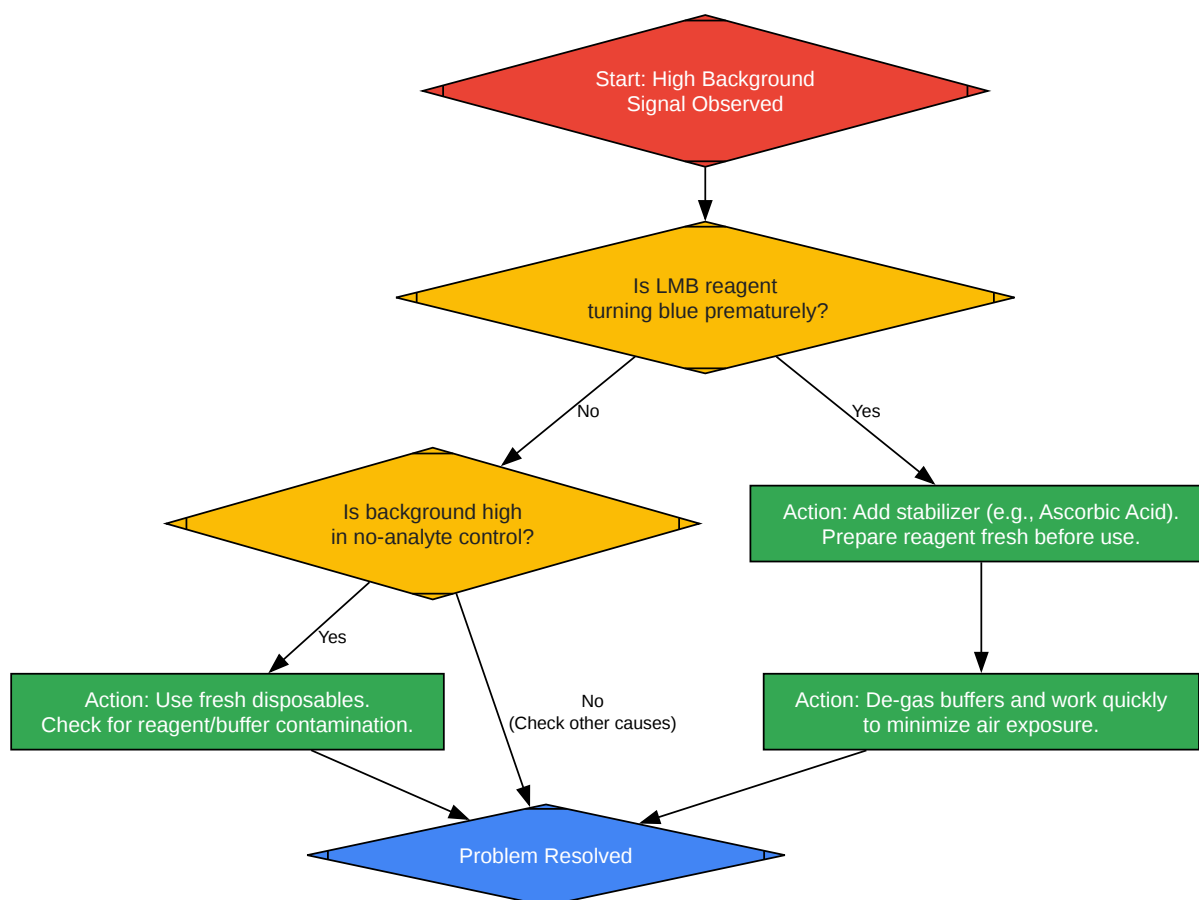 Start: High Background
Signal Observed
Is LMB reagent
turning blue prematurely?
No
Yes
Is background high
in no-analyte control?
Action: Add stabilizer (e.g., Ascorbic Acid).
Prepare reagent fresh before use.
Yes
No
(Check other causes)
Action: Use fresh disposables.
Check for reagent/buffer contamination.
Action: De-gas buffers and work quickly
to minimize air exposure.
Problem Resolved